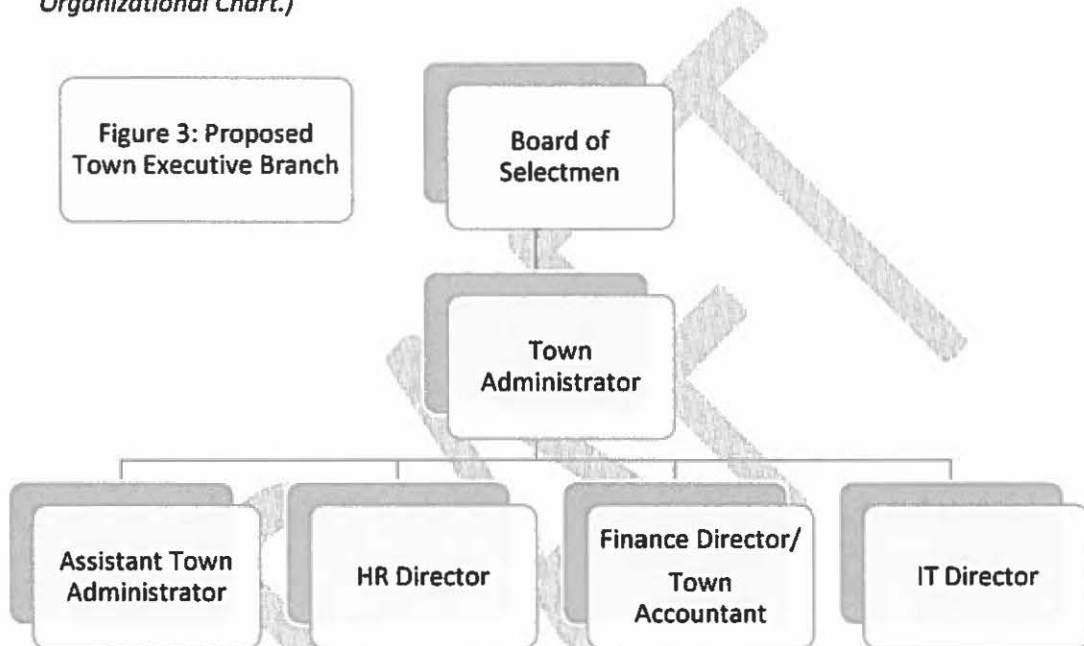 Organizational Chart.)
Figure 3: Proposed
Town Executive Branch
Board of
Selectmen
Town
Administrator
Assistant Town
Administrator
HR Director
Finance Director/
Town
Accountant
IT Director